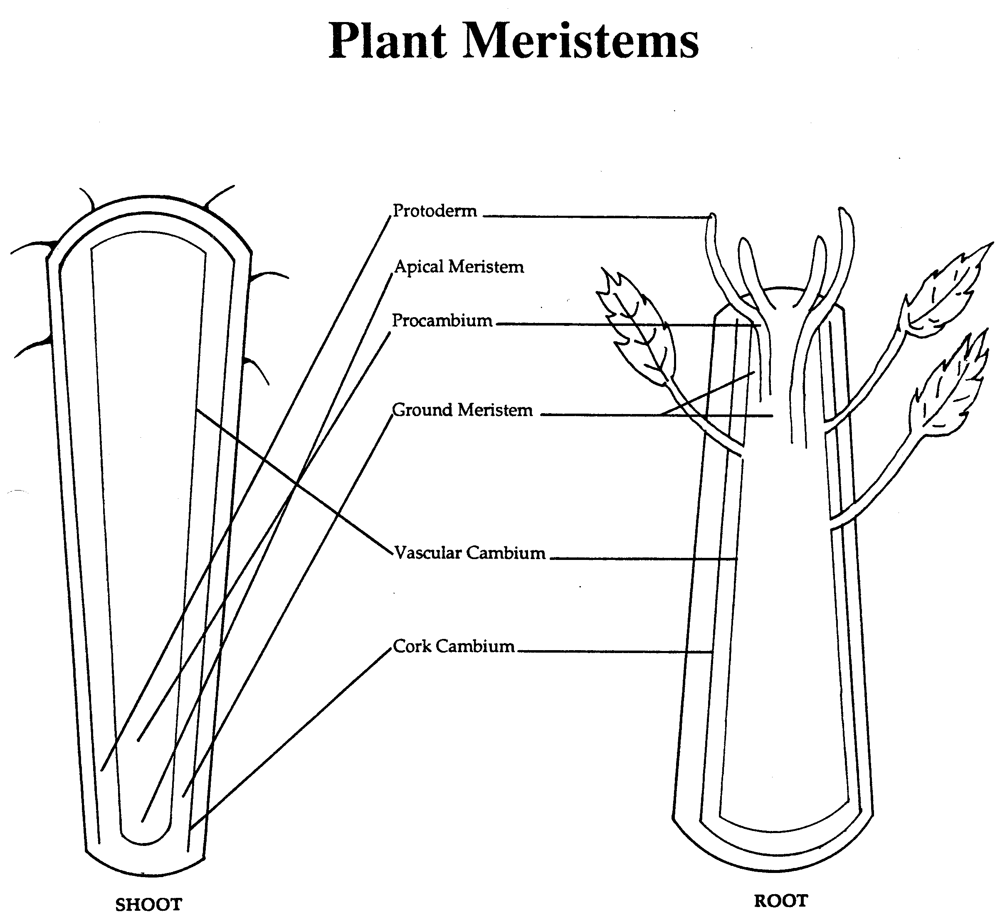 Plant Meristems
Protoderm
Apical Meristem
Procambium
Ground Meristem
Vascular Cambium
Cork Cambium
SHOOT
ROOT